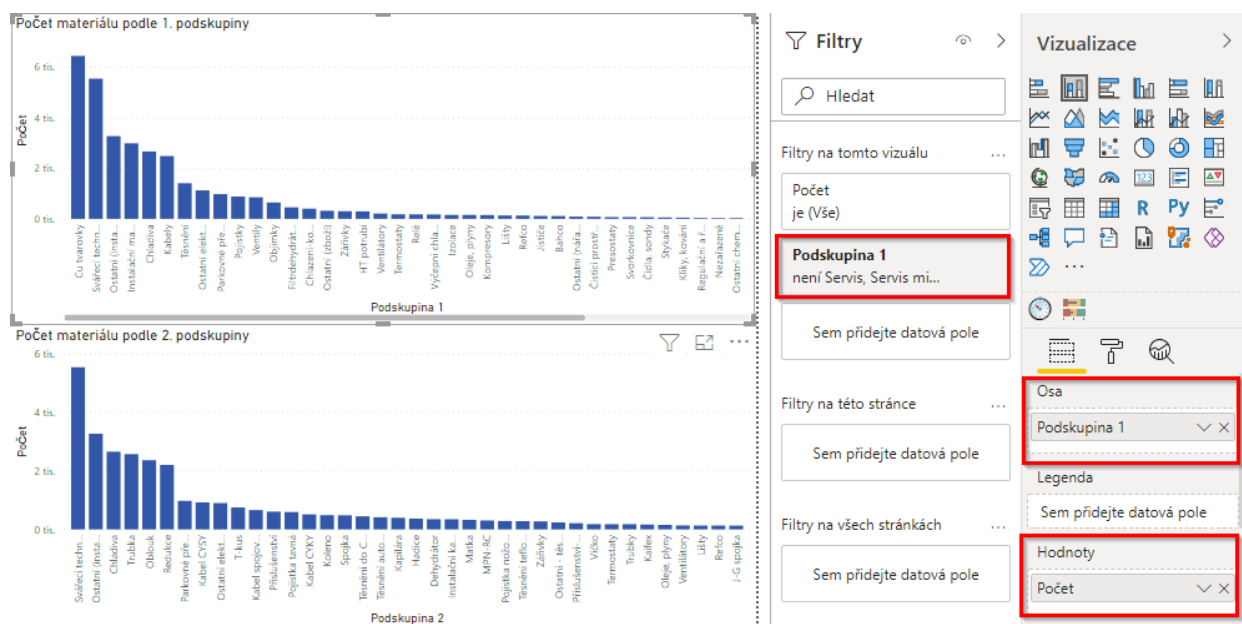 Počet materiálu podle 1. podskupiny
6 tis.
4 tis.
2 tis.
0 tis.
Počet
Cu tvarovky
Svářecí techn...
Ostatní (insta...
Instalační ma...
Chladiva
Kabely
Těsnění
Ostatní elekt...
Parkovné pře...
Pojistky
Ventily
Objímky
Filtrdehydrát...
Chlazení-ko...
Ostatní (zboží)
Zářivky
HT potrubí
Ventilátory
Termostaty
Relé
Výčepní chla...
Izolace
Oleje, plyny
Kompresory
Lišty
Refco
Jističe
Bahco
Ostatní (nářa...
Čistící prostř...
Presostaty
Svorkovnice
Čidla, sondy
Stykače
Kliky, kování
Regulační a ř...
Nezařazené
Ostatní chem...
Podskupina 1
Počet materiálu podle 2. podskupiny
6 tis.
4 tis.
2 tis.
0 tis.
Počet
Svářecí techn...
Ostatní (insta...
Chladiva
Trubka
Oblouk
Redukce
Parkovné pře...
Kabel CYSY
Ostatní elekt...
T-kus
Kabel spojov...
Příslušenství
Pojistka tavná
Kabel CYKY
Koleno
Spojka
Těsnění do C...
Těsnění auto...
Kapilára
Hadice
Dehydrátor
Instalační ka...
Matka
MPN-RC
Pojistka nožo...
Těsnění teflo...
Zářivky
Ostatní - těs...
Příslušenství-...
Víčko
Termostaty
Trubky
Kaiflex
Oleje, plyny
Ventilátory
Lišty
Refco
J-G spojka
Podskupina 2
Filtry
Hledat
Filtry na tomto vizuálu
...
Počet
je (Vše)
Podskupina 1
není Servis, Servis mi...
Sem přidejte datová pole
Filtry na této stránce
...
Sem přidejte datová pole
Filtry na všech stránkách
...
Sem přidejte datová pole
Vizualizace
123
R
Py
...
Osa
Podskupina 1
Legenda
Sem přidejte datová pole
Hodnoty
Počet